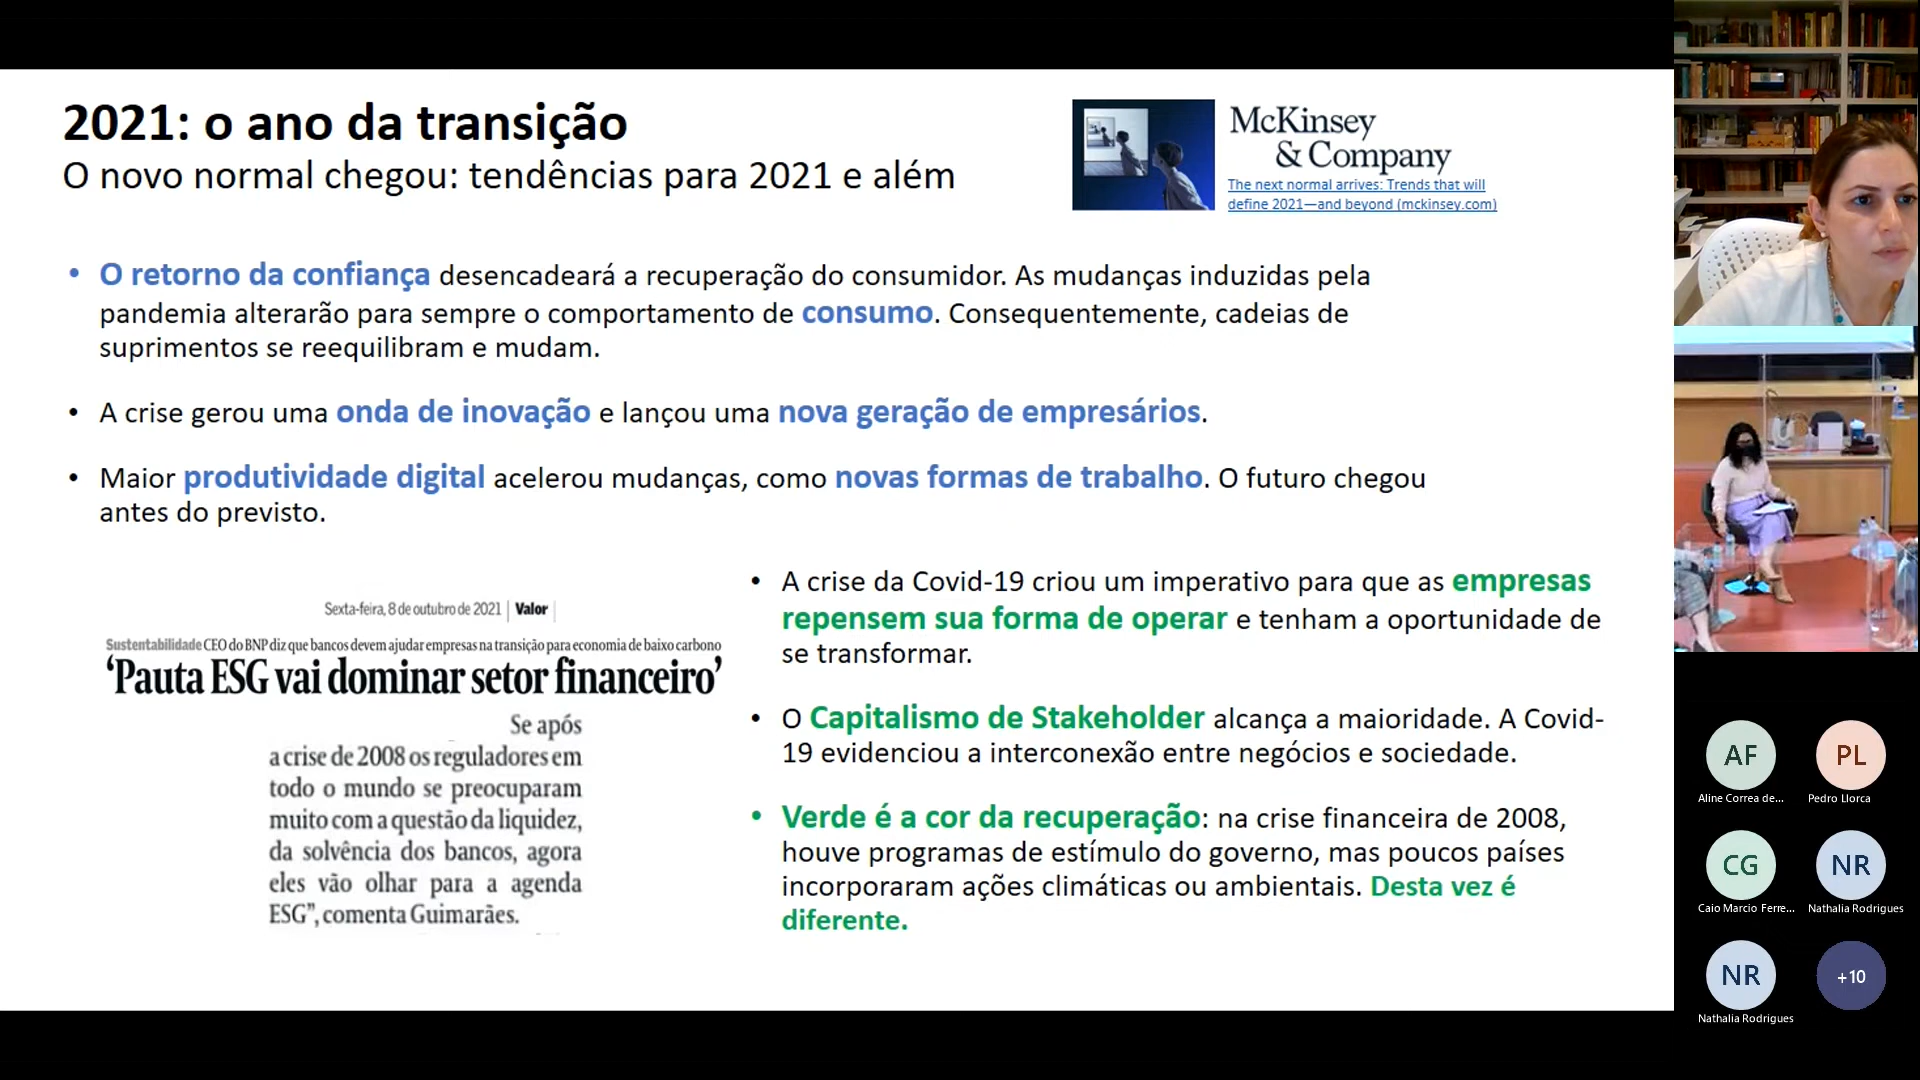 2021: o ano da transição
O novo normal chegou: tendências para 2021 e além
McKinsey
& Company
The next normal arrives: Trends that will
define 2021—and beyond (mckinsey.com)
• O retorno da confiança desencadeará a recuperação do consumidor. As mudanças induzidas pela
pandemia alterarão para sempre o comportamento de consumo. Consequentemente, cadeias de
suprimentos se reequilibram e mudam.
• A crise gerou uma onda de inovação e lançou uma nova geração de empresários.
• Maior produtividade digital acelerou mudanças, como novas formas de trabalho. O futuro chegou
antes do previsto.
Sexta-feira, 8 de outubro de 2021 | Valor
Sustentabilidade CEO do BNP diz que bancos devem ajudar empresas na transição para economia de baixo carbono
‘Pauta ESG vai dominar setor financeiro’
Se após
a crise de 2008 os reguladores em
todo o mundo se preocuparam
muito com a questão da liquidez,
da solvência dos bancos, agora
eles vão olhar para a agenda
ESG”, comenta Guimarães.
• A crise da Covid-19 criou um imperativo para que as empresas
repensem sua forma de operar e tenham a oportunidade de
se transformar.
• O Capitalismo de Stakeholder alcança a maioridade. A Covid-
19 evidenciou a interconexão entre negócios e sociedade.
• Verde é a cor da recuperação: na crise financeira de 2008,
houve programas de estímulo do governo, mas poucos países
incorporaram ações climáticas ou ambientais. Desta vez é
diferente.
AF
Aline Correa de...
PL
Pedro Llorca
CG
Caio Marcio Ferre...
NR
Nathalia Rodrigues
NR
Nathalia Rodrigues
+10